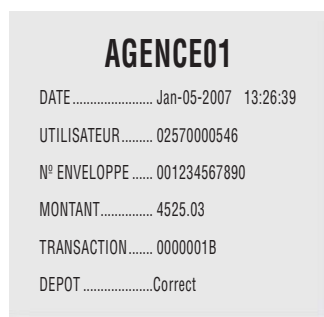 AGENCE01
DATE....................... Jan-05-2007 13:26:39
UTILISATEUR......... 02570000546
Nº ENVELOPPE ...... 001234567890
MONTANT............... 4525.03
TRANSACTION....... 0000001B
DEPOT ....................Correct